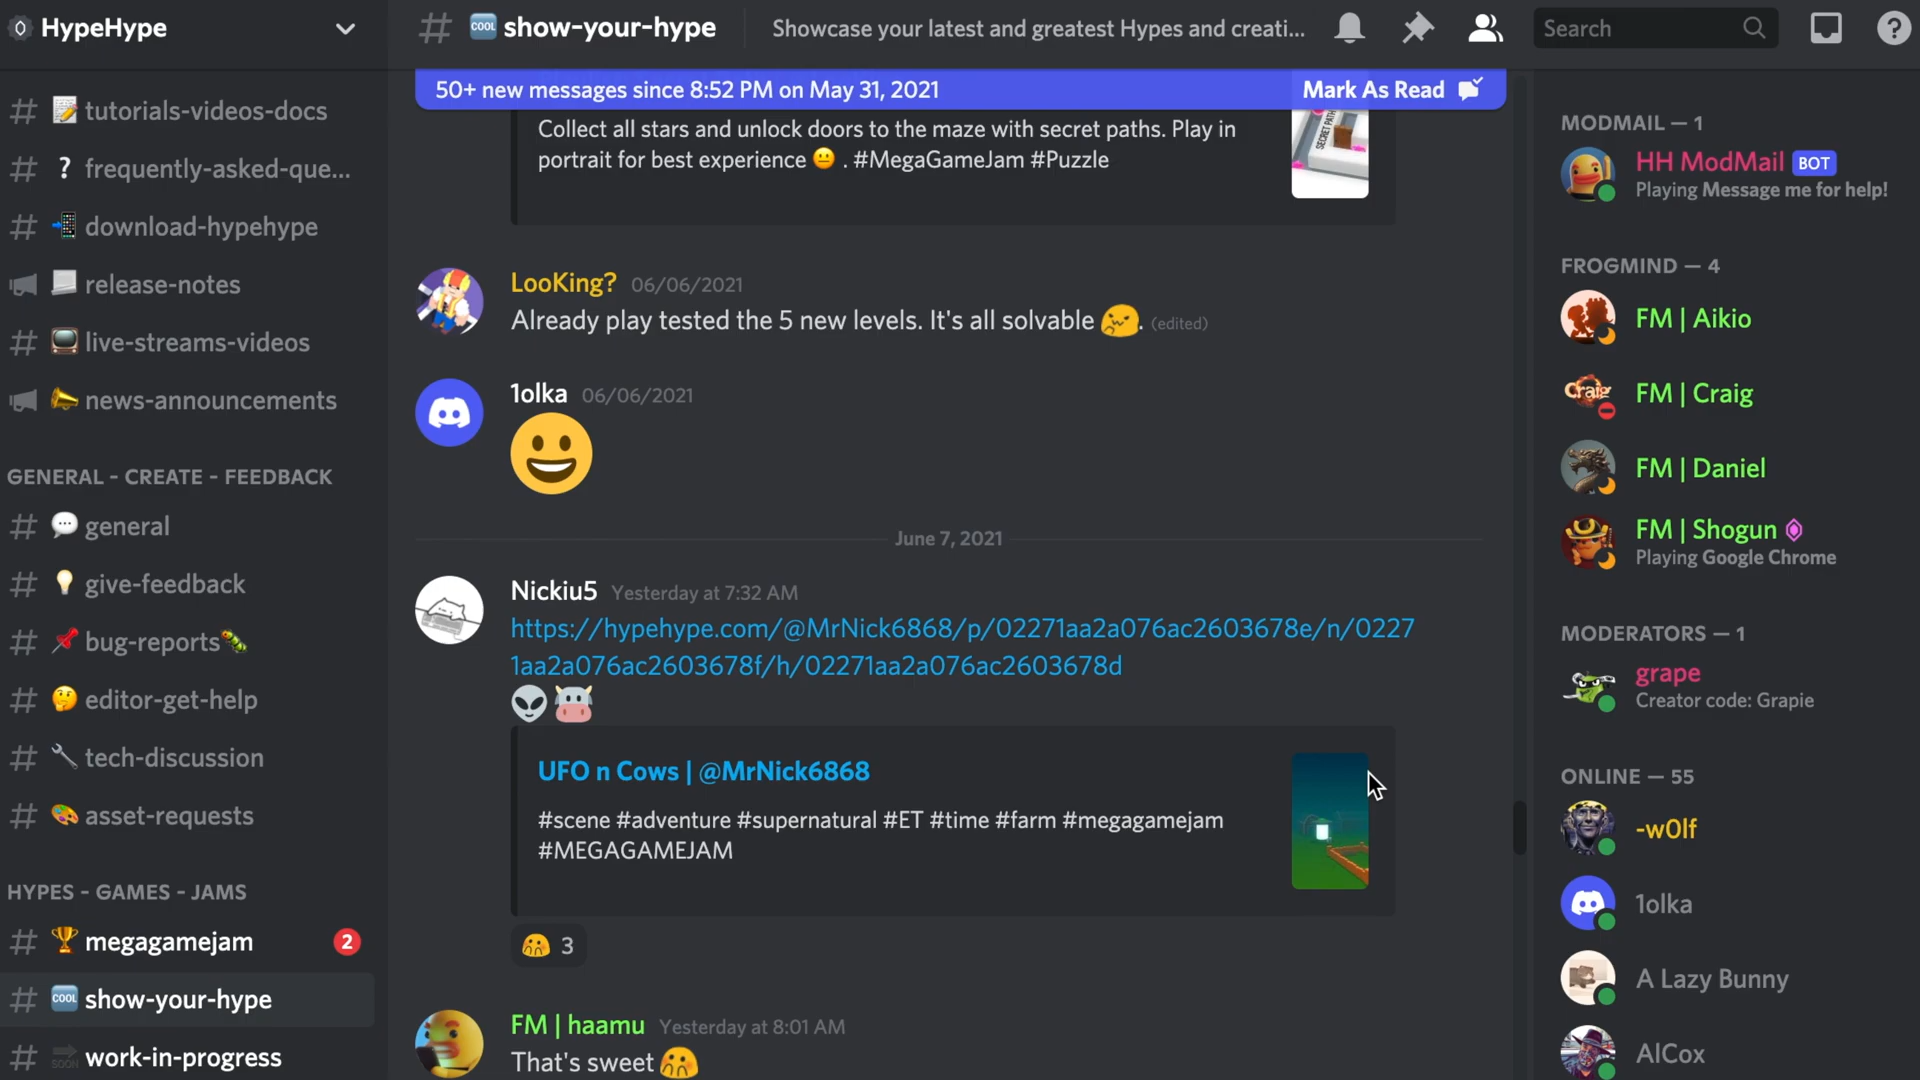 HypeHype
tutorials-videos-docs
frequently-asked-que...
download-hypehype
release-notes
live-streams-videos
news-announcements
GENERAL - CREATE - FEEDBACK
general
give-feedback
bug-reports
editor-get-help
tech-discussion
asset-requests
HYPES - GAMES - JAMS
megagamejam 2
COOL show-your-hype
SOON work-in-progress
COOL show-your-hype
Showcase your latest and greatest Hypes and creati...
Search
50+ new messages since 8:52 PM on May 31, 2021
Mark As Read
Collect all stars and unlock doors to the maze with secret paths. Play in
portrait for best experience . #MegaGameJam #Puzzle
SECRET PATH
LooKing? 06/06/2021
Already play tested the 5 new levels. It's all solvable . (edited)
1olka 06/06/2021
June 7, 2021
Nickiu5 Yesterday at 7:32 AM
https://hypehype.com/@MrNick6868/p/02271aa2a076ac2603678e/n/0227
1aa2a076ac2603678f/h/02271aa2a076ac2603678d
UFO n Cows | @MrNick6868
#scene #adventure #supernatural #ET #time #farm #megagamejam
#MEGAGAMEJAM
3
FM | haamu Yesterday at 8:01 AM
That's sweet
MODMAIL — 1
HH ModMail BOT
Playing Message me for help!
FROGMIND — 4
FM | Aikio
Craig
FM | Craig
FM | Daniel
FM | Shogun
Playing Google Chrome
MODERATORS — 1
grape
Creator code: Grapie
ONLINE — 55
-w0lf
1olka
A Lazy Bunny
AlCox